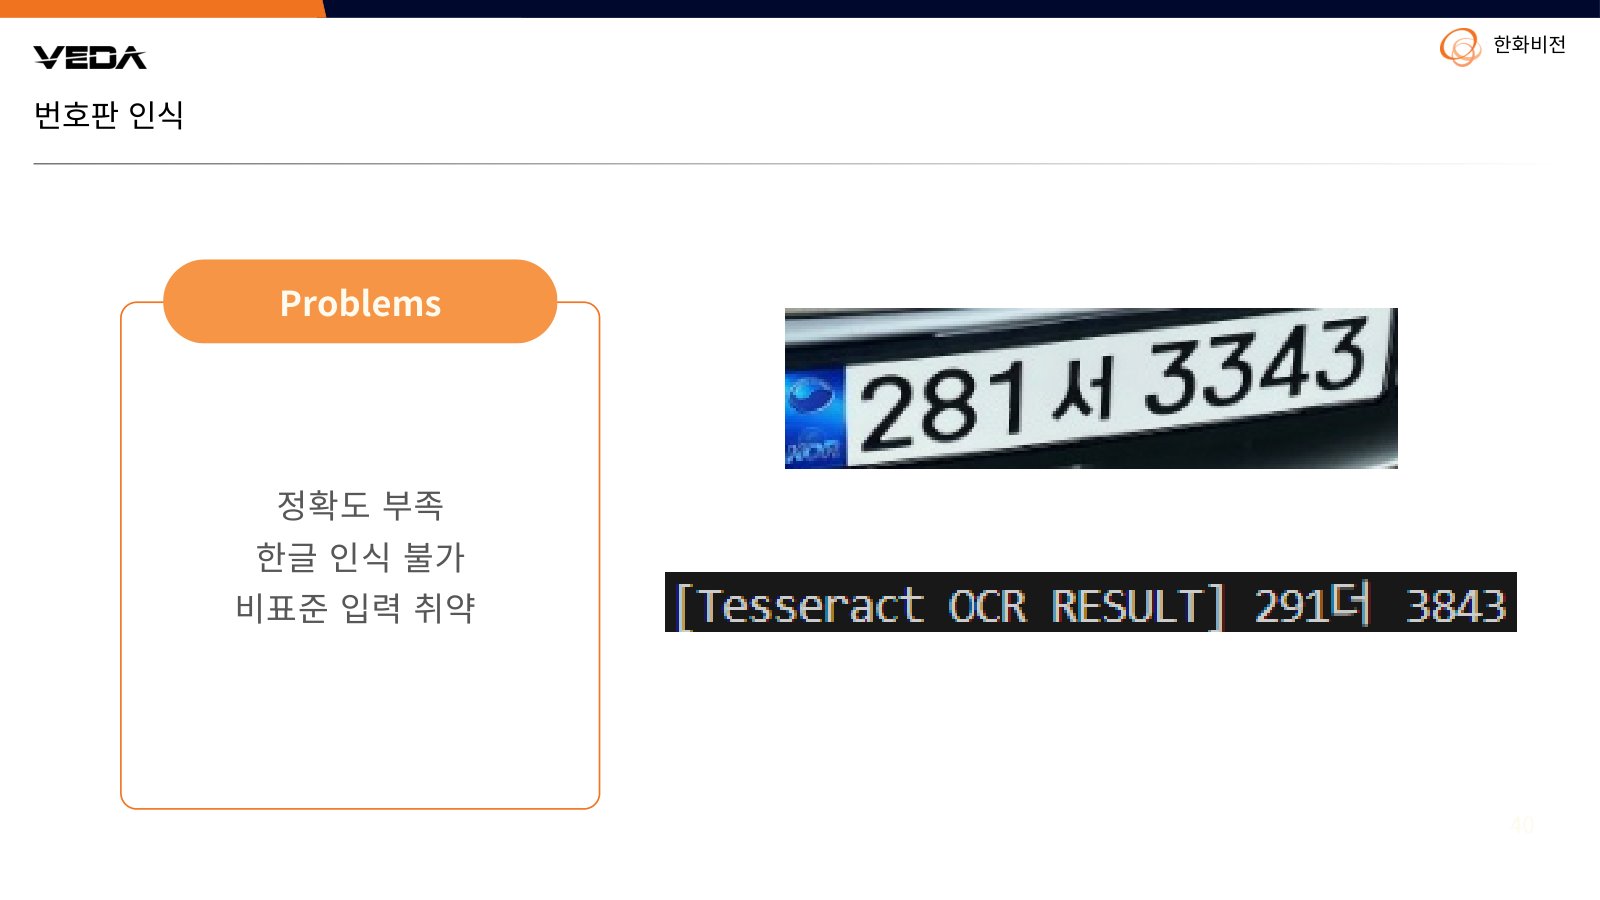 VEDA
한화비전
번호판 인식
Problems
정확도 부족
한글 인식 불가
비표준 입력 취약
281서 3343
KOR
[Tesseract OCR RESULT] 291더 3843
40